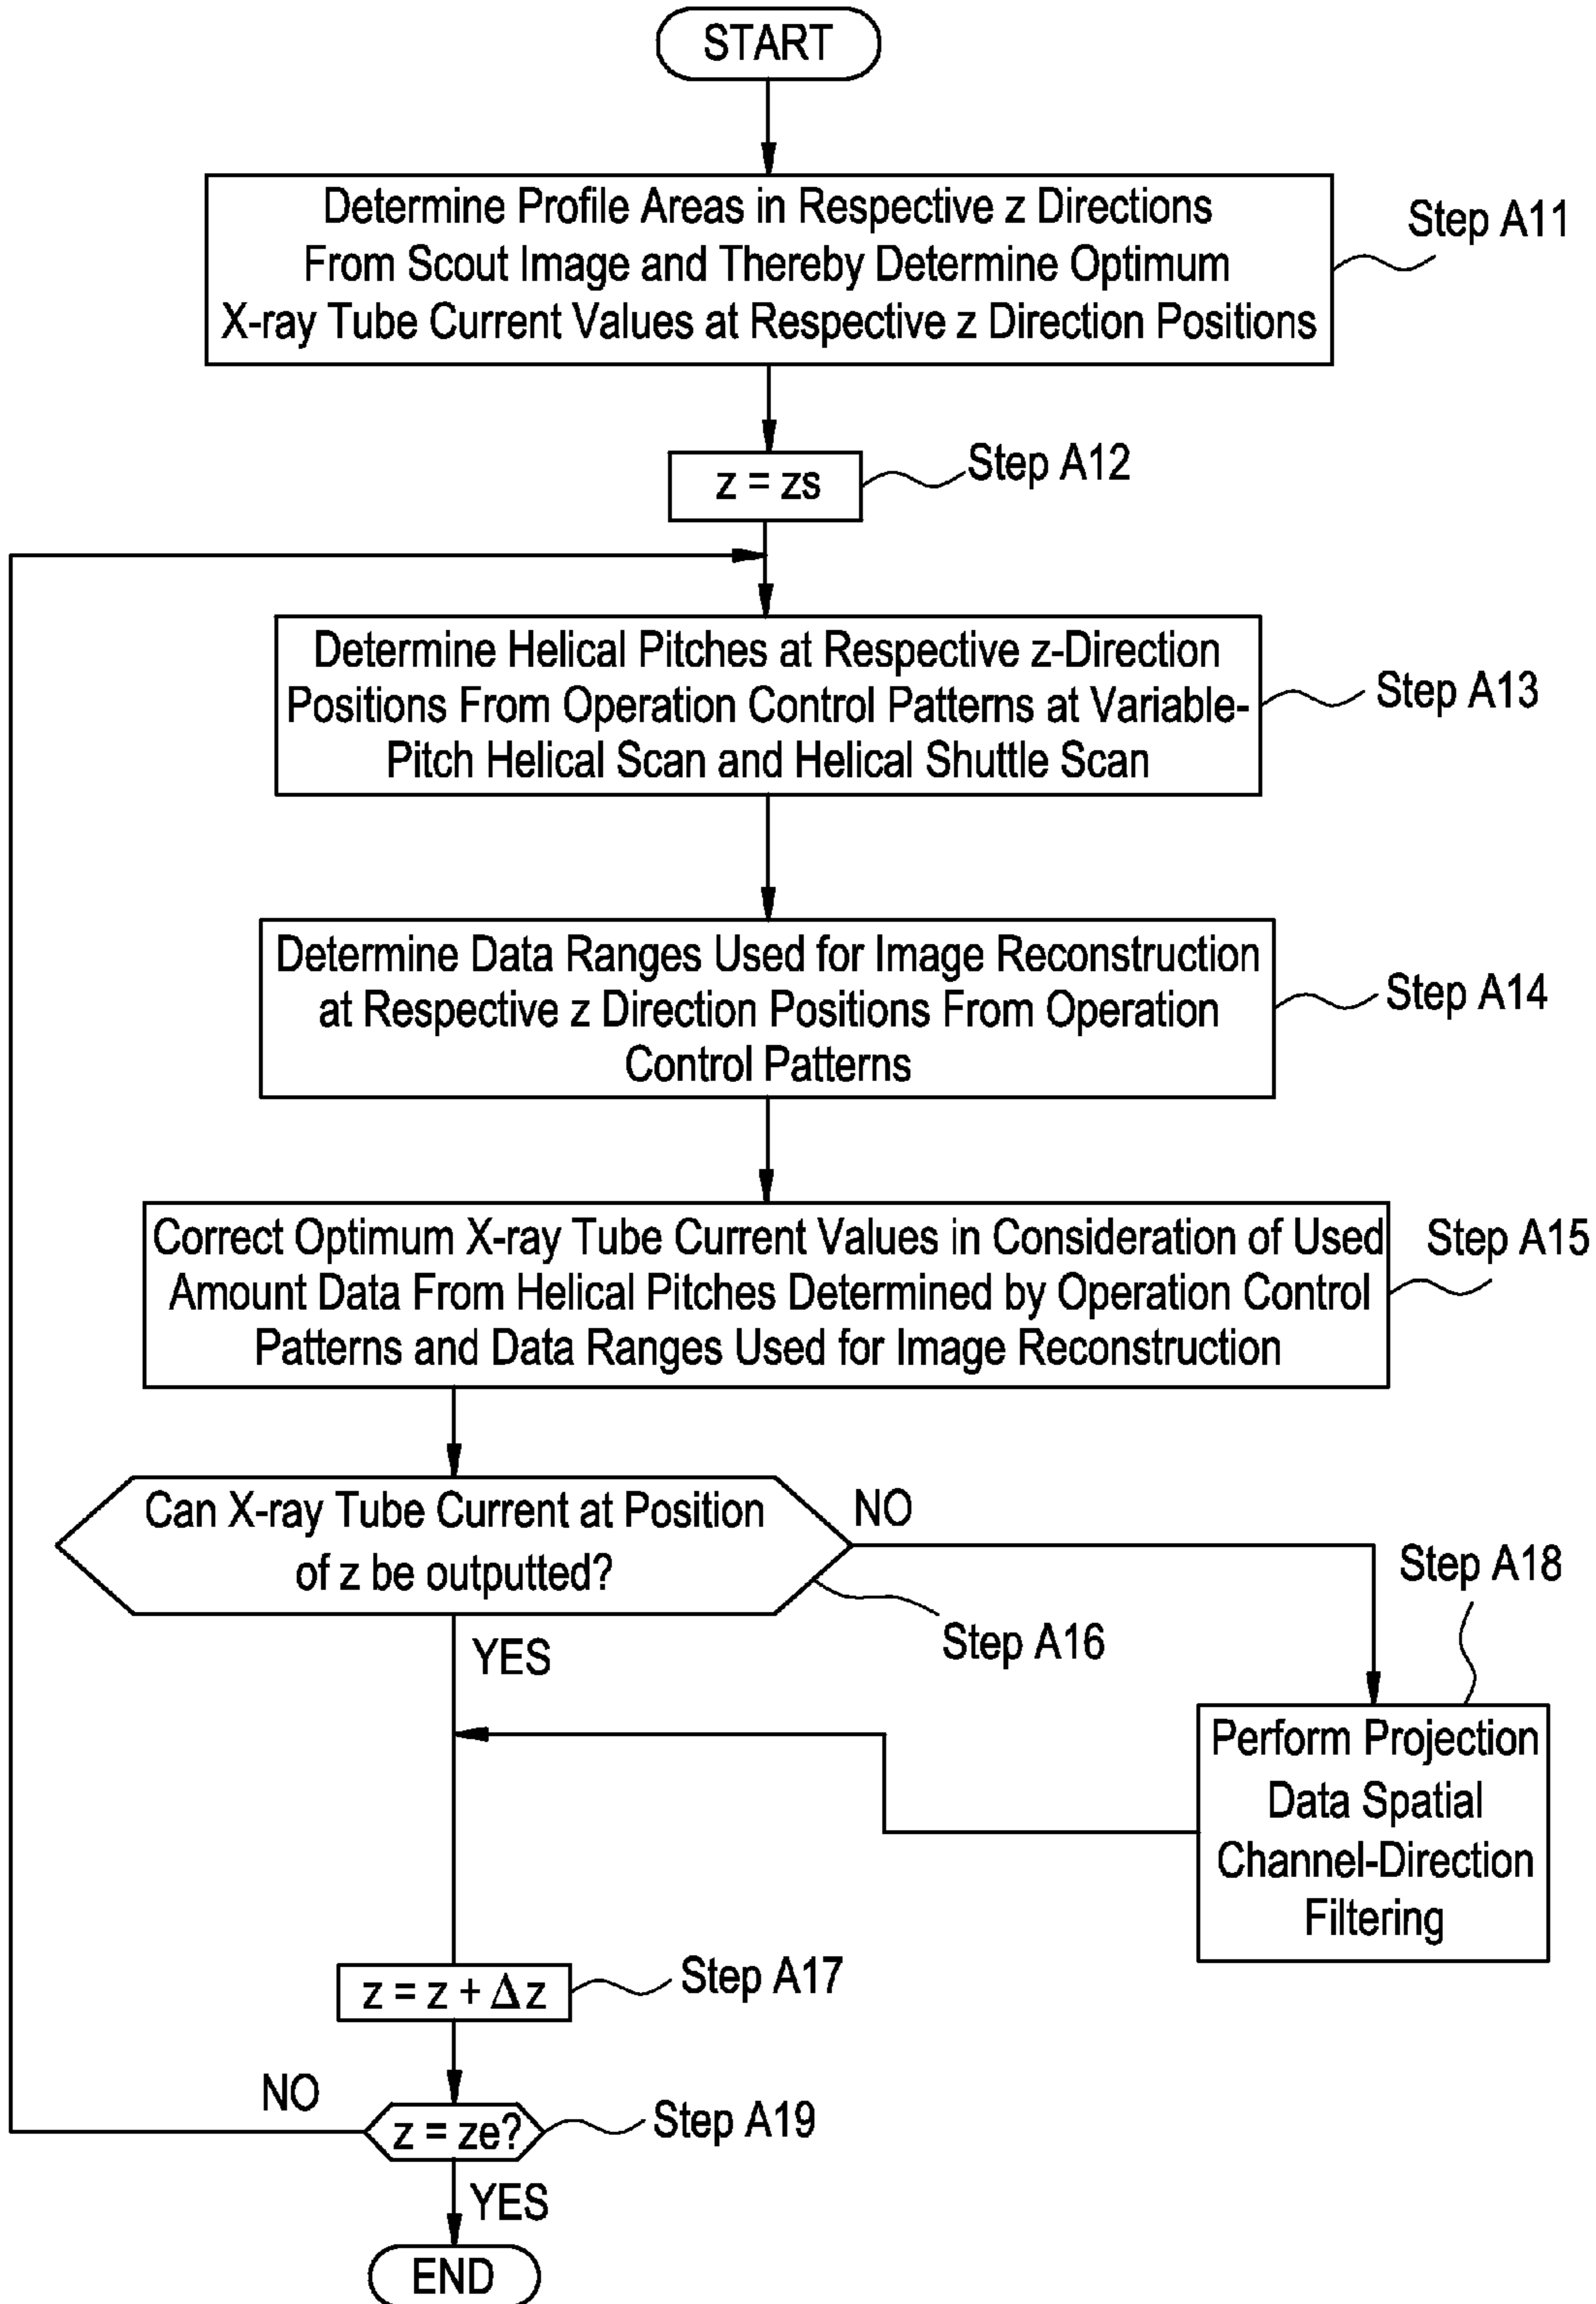 START
Determine Profile Areas in Respective z Directions
From Scout Image and Thereby Determine Optimum
X-ray Tube Current Values at Respective z Direction Positions
Step A11
z = zs
Step A12
Determine Helical Pitches at Respective z-Direction
Positions From Operation Control Patterns at Variable-
Pitch Helical Scan and Helical Shuttle Scan
Step A13
Determine Data Ranges Used for Image Reconstruction
at Respective z Direction Positions From Operation
Control Patterns
Step A14
Correct Optimum X-ray Tube Current Values in Consideration of Used
Amount Data From Helical Pitches Determined by Operation Control
Patterns and Data Ranges Used for Image Reconstruction
Step A15
Can X-ray Tube Current at Position
of z be outputted?
NO
Step A16
YES
Step A18
Perform Projection
Data Spatial
Channel-Direction
Filtering
z = z + Δz
Step A17
NO
z = ze?
Step A19
YES
END